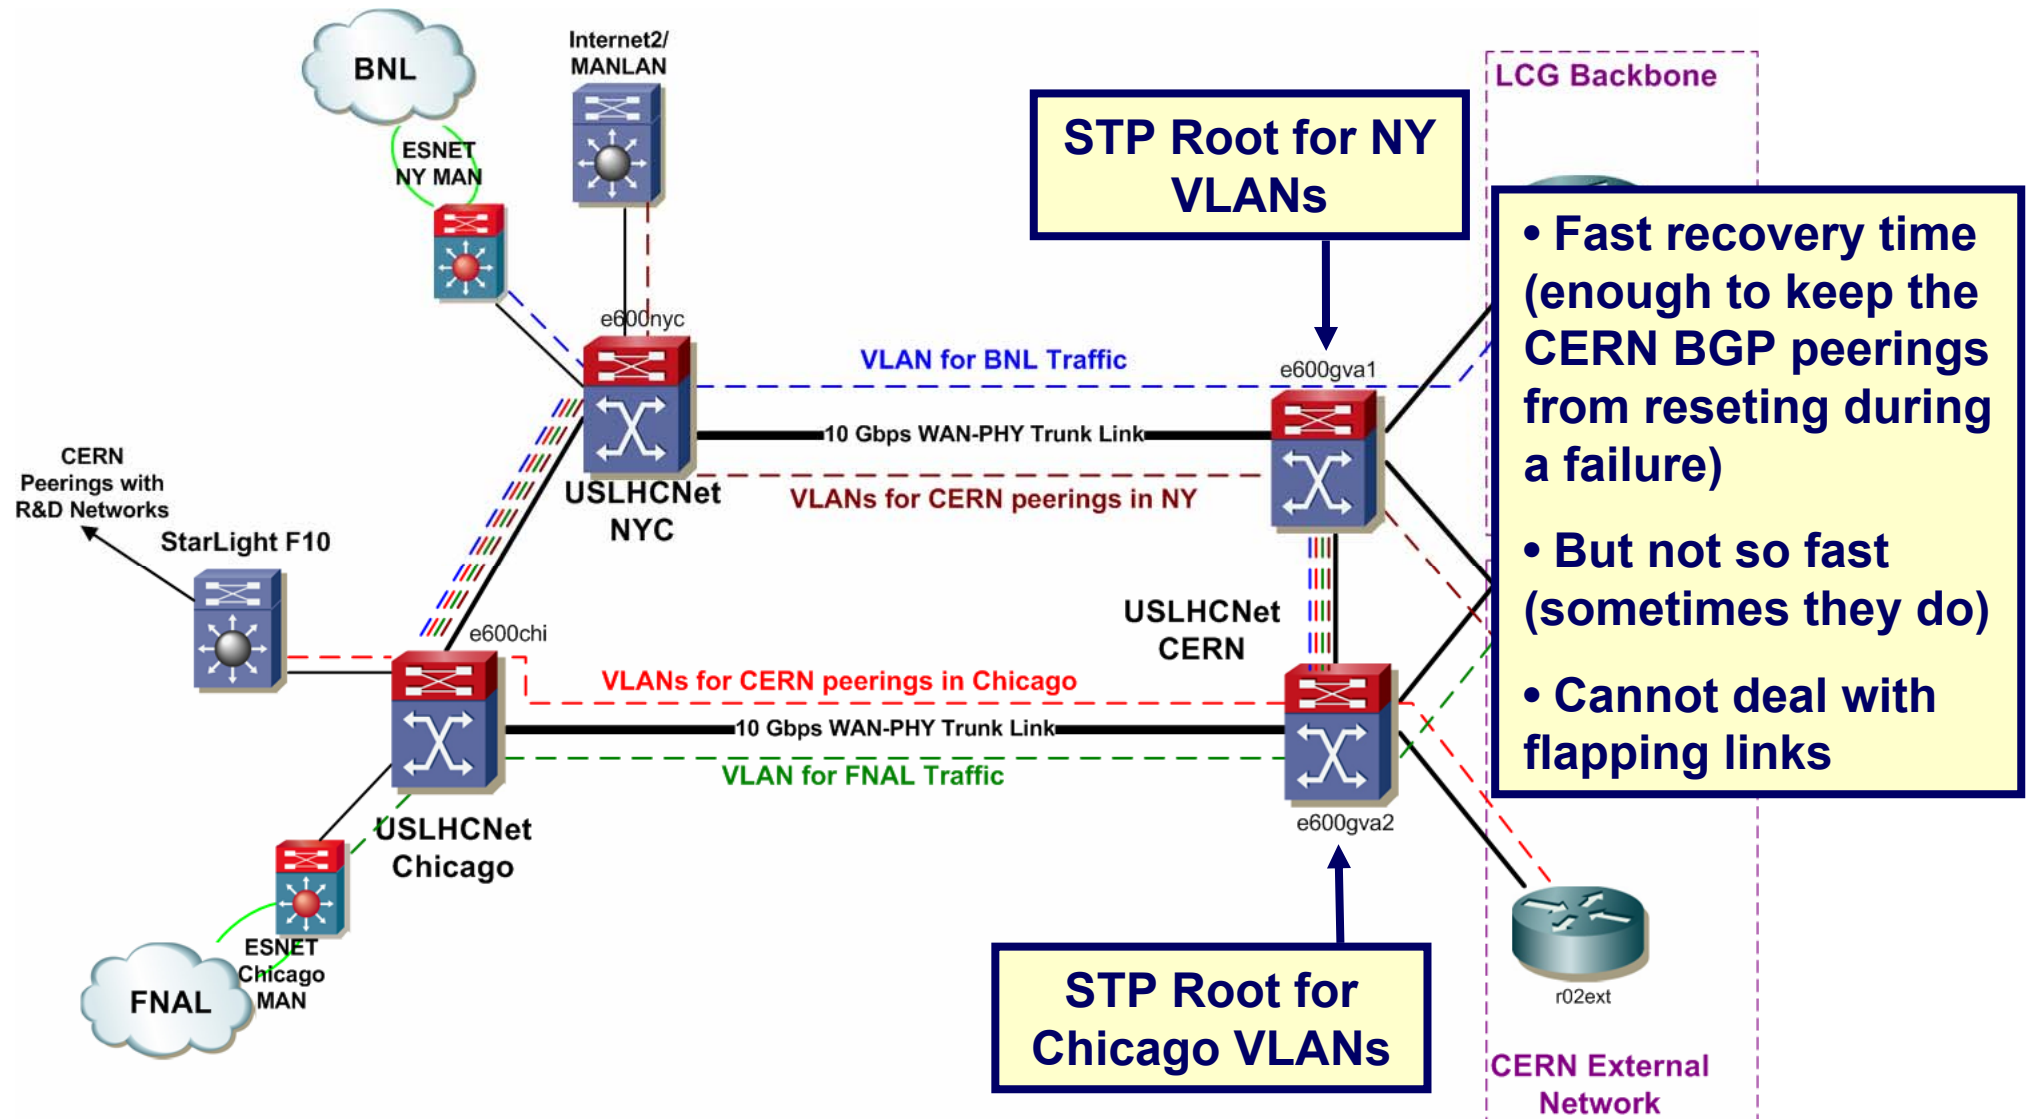 BNL
Internet2/
MANLAN
LCG Backbone
ESNET
NY MAN
STP Root for NY
VLANs
• Fast recovery time
(enough to keep the
CERN BGP peerings
from reseting during
a failure)
• But not so fast
(sometimes they do)
• Cannot deal with
flapping links
e600nyc
VLAN for BNL Traffic
e600gva1
10 Gbps WAN-PHY Trunk Link
VLANs for CERN peerings in NY
USLHCNet
NYC
CERN
Peerings with
R&D Networks
StarLight F10
e600chi
USLHCNet
CERN
VLANs for CERN peerings in Chicago
10 Gbps WAN-PHY Trunk Link
VLAN for FNAL Traffic
e600gva2
USLHCNet
Chicago
ESNET
Chicago
MAN
FNAL
STP Root for
Chicago VLANs
r02ext
CERN External
Network